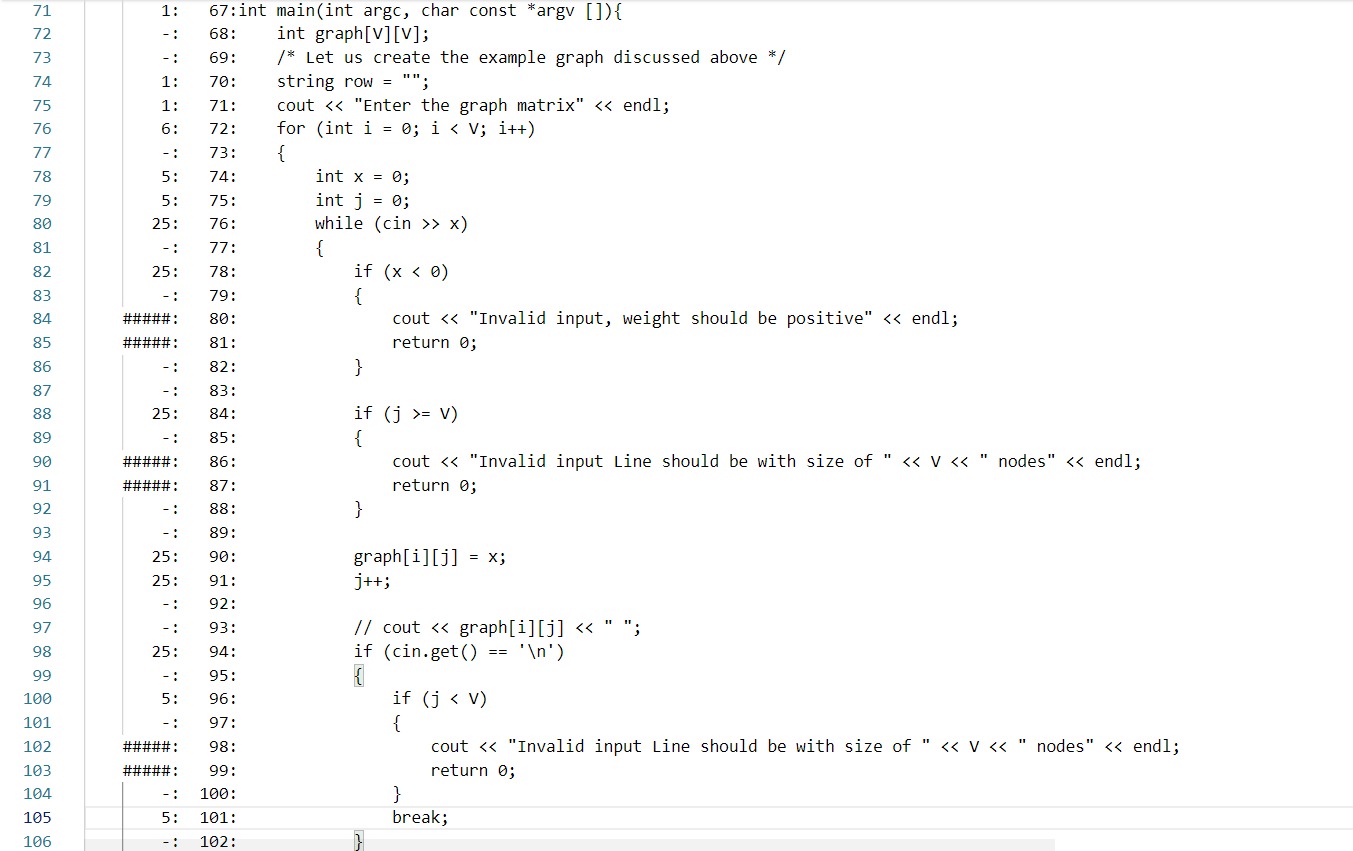 71 1: 67:int main(int argc, char const *argv []){
72 -: 68: int graph[V][V];
73 -: 69: /* Let us create the example graph discussed above */
74 1: 70: string row = "";
75 1: 71: cout << "Enter the graph matrix" << endl;
76 6: 72: for (int i = 0; i < V; i++)
77 -: 73: {
78 5: 74: int x = 0;
79 5: 75: int j = 0;
80 25: 76: while (cin >> x)
81 -: 77: {
82 25: 78: if (x < 0)
83 -: 79: {
84 #####: 80: cout << "Invalid input, weight should be positive" << endl;
85 #####: 81: return 0;
86 -: 82: }
87 -: 83:
88 25: 84: if (j >= V)
89 -: 85: {
90 #####: 86: cout << "Invalid input Line should be with size of " << V << " nodes" << endl;
91 #####: 87: return 0;
92 -: 88: }
93 -: 89:
94 25: 90: graph[i][j] = x;
95 25: 91: j++;
96 -: 92:
97 -: 93: // cout << graph[i][j] << " ";
98 25: 94: if (cin.get() == '\n')
99 -: 95: {
100 5: 96: if (j < V)
101 -: 97: {
102 #####: 98: cout << "Invalid input Line should be with size of " << V << " nodes" << endl;
103 #####: 99: return 0;
104 -: 100: }
105 5: 101: break;
106 -: 102: }